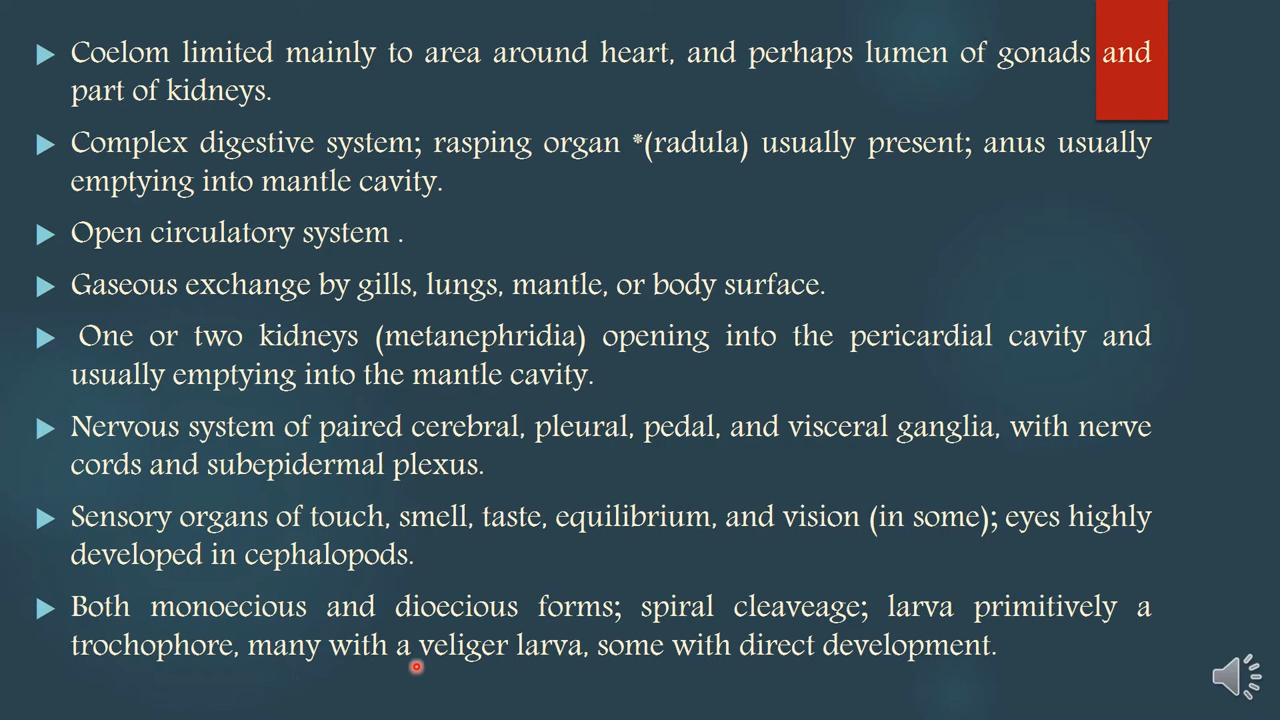 Coelom limited mainly to area around heart, and perhaps lumen of gonads and
part of kidneys.
Complex digestive system; rasping organ *(radula) usually present; anus usually
emptying into mantle cavity.
Open circulatory system .
Gaseous exchange by gills, lungs, mantle, or body surface.
One or two kidneys (metanephridia) opening into the pericardial cavity and
usually emptying into the mantle cavity.
Nervous system of paired cerebral, pleural, pedal, and visceral ganglia, with nerve
cords and subepidermal plexus.
Sensory organs of touch, smell, taste, equilibrium, and vision (in some); eyes highly
developed in cephalopods.
Both monoecious and dioecious forms; spiral cleaveage; larva primitively a
trochophore, many with a veliger larva, some with direct development.